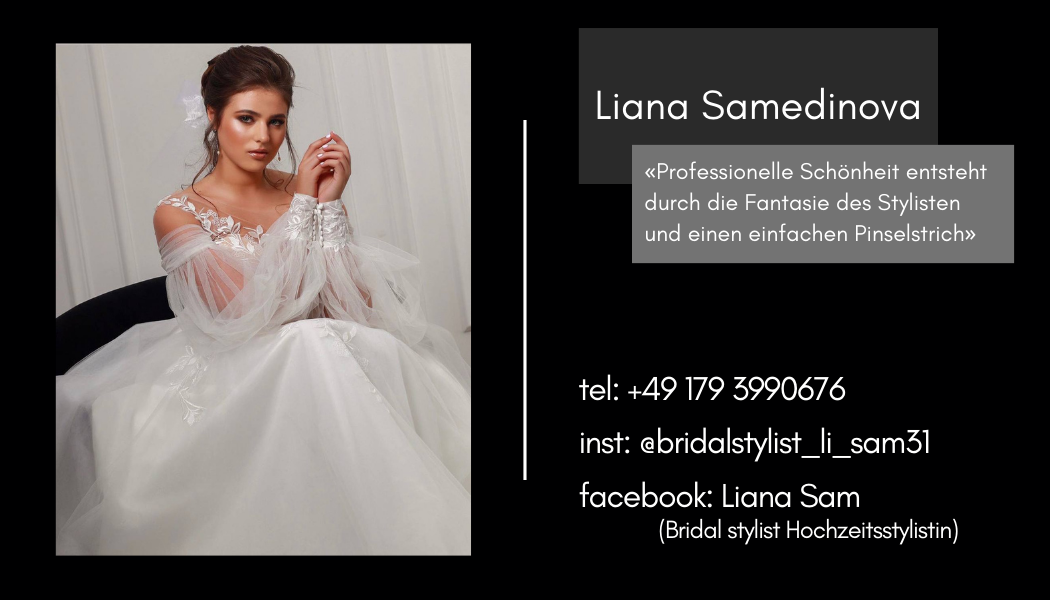 Liana Samedinova
«Professionelle Schönheit entsteht
durch die Fantasie des Stylisten
und einen einfachen Pinselstrich»
tel: +49 179 3990676
inst: @bridalstylist_li_sam31
facebook: Liana Sam
(Bridal stylist Hochzeitsstylistin)